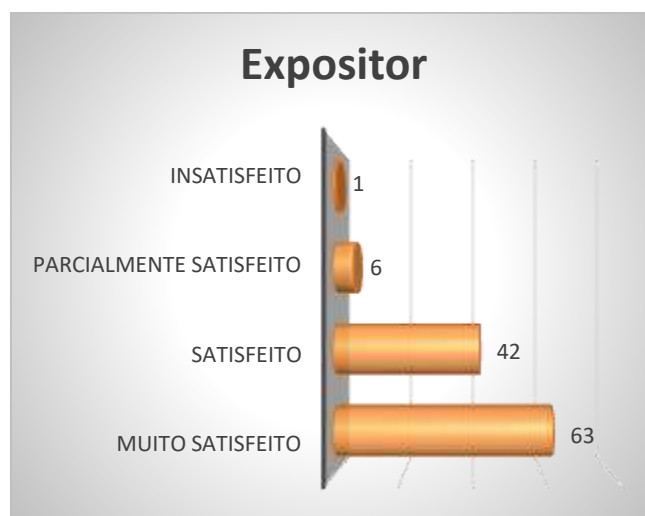 Expositor
INSATISFEITO 1
PARCIALMENTE SATISFEITO 6
SATISFEITO 42
MUITO SATISFEITO 63